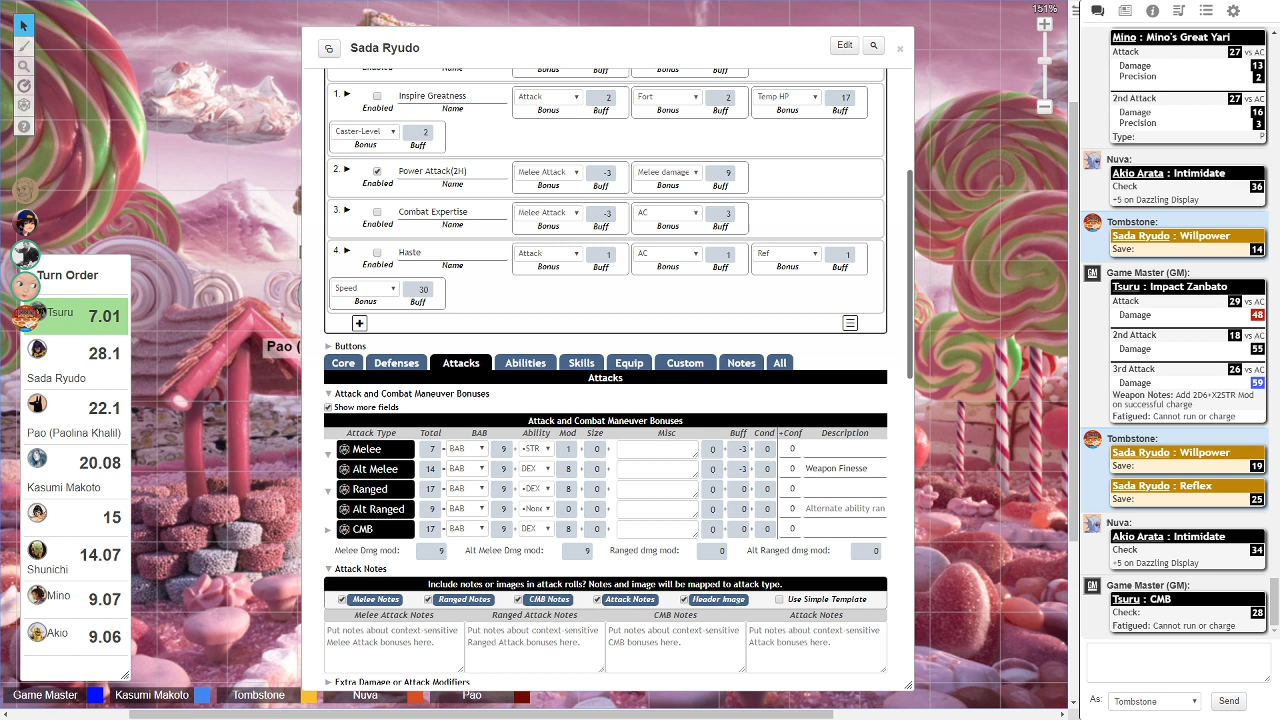 151%
Sada Ryudo
Edit
×
Bonus Buff Bonus Buff
1. Inspire Greatness Attack 2 Fort 2 Temp HP 17
Enabled Name Bonus Buff Bonus Buff Bonus Buff
Caster-Level 2
Bonus Buff
2. Power Attack(2H) Melee Attack -3 Melee damage 9
Enabled Name Bonus Buff Bonus Buff
3. Combat Expertise Melee Attack -3 AC 3
Enabled Name Bonus Buff Bonus Buff
4. Haste Attack 1 AC 1 Ref 1
Enabled Name Bonus Buff Bonus Buff Bonus Buff
Speed 30
Bonus Buff
Buttons
Core Defenses Attacks Abilities Skills Equip Custom Notes All
Attacks
Attack and Combat Maneuver Bonuses
Show more fields
Attack and Combat Maneuver Bonuses
Attack Type Total BAB Ability Mod Size Misc Buff Cond +Conf Description
Melee 7 = BAB 9 + •STR 1 + 0 + 0 -3 0 0
Alt Melee 14 = BAB 9 + DEX 8 + 0 + 0 -3 0 0 Weapon Finesse
Ranged 17 = BAB 9 + •DEX 8 + 0 + 0 0 0 0
Alt Ranged 9 = BAB 9 + •None 0 + 0 + 0 0 0 0 Alternate ability ran
CMB 17 = BAB 9 + DEX 8 + 0 + 0 0 0 0
Melee Dmg mod: 9 Alt Melee Dmg mod: 9 Ranged dmg mod: 0 Alt Ranged dmg mod: 0
Attack Notes
Include notes or images in attack rolls? Notes and image will be mapped to attack type.
Melee Notes Ranged Notes CMB Notes Attack Notes Header Image Use Simple Template
Melee Attack Notes Ranged Attack Notes CMB Notes Attack Notes
Put notes about context-sensitive Put notes about context-sensitive Put notes about context-sensitive Put notes about context-sensitive
Melee Attack bonuses here. Ranged Attack bonuses here. CMB bonuses here. Attack bonuses here.
Extra Damage or Attack Modifiers
Turn Order
Tsuru 7.01
28.1
Sada Ryudo
22.1
Pao (Paolina Khalil)
20.08
Kasumi Makoto
15
14.07
Shunichi
Mino 9.07
Akio 9.06
Pao (
Game Master Kasumi Makoto Tombstone Nuva Pao
Mino : Mino's Great Yari
Attack 27 vs AC
Damage 13
Precision 2
2nd Attack 27 vs AC
Damage 16
Precision 3
Type: P
Nuva:
Akio Arata : Intimidate
Check 36
+5 on Dazzling Display
Tombstone:
Sada Ryudo : Willpower
Save: 14
GM Game Master (GM):
Tsuru : Impact Zanbato
Attack 29 vs AC
Damage 48
2nd Attack 18 vs AC
Damage 55
3rd Attack 26 vs AC
Damage 59
Weapon Notes: Add 2D6+X2STR Mod
on successful charge
Fatigued: Cannot run or charge
Tombstone:
Sada Ryudo : Willpower
Save: 19
Sada Ryudo : Reflex
Save: 25
Nuva:
Akio Arata : Intimidate
Check 34
+5 on Dazzling Display
GM Game Master (GM):
Tsuru : CMB
Check: 28
Fatigued: Cannot run or charge
As: Tombstone Send